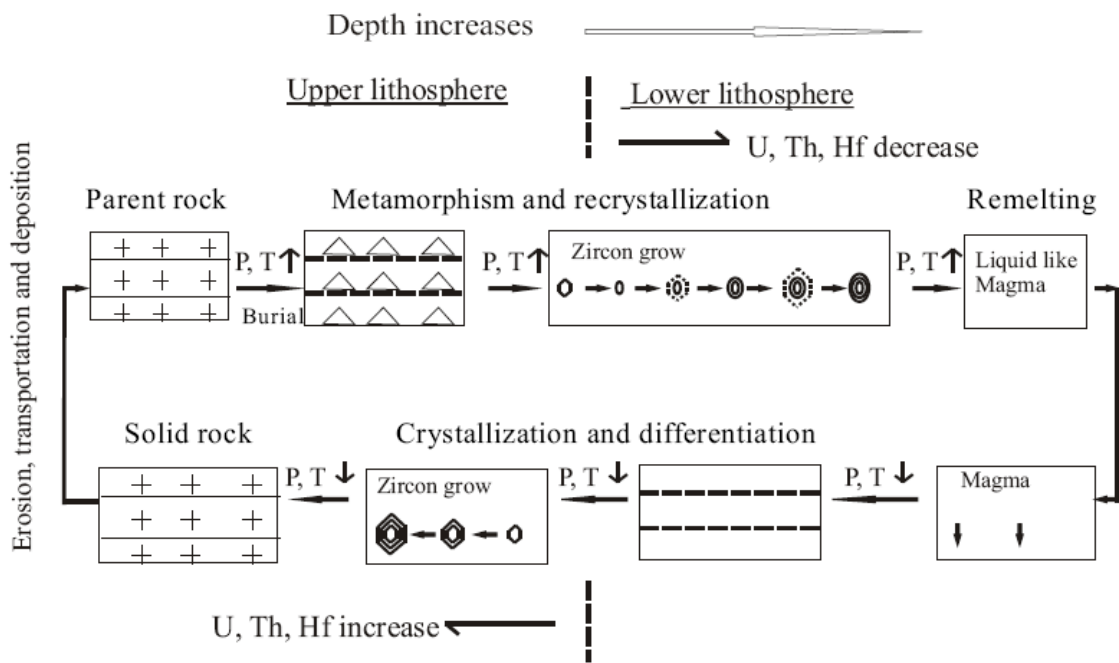 Depth increases
Upper lithosphere
Lower lithosphere
U, Th, Hf decrease
Erosion, transportation and deposition
Parent rock
Metamorphism and recrystallization
Remelting
P, T
Burial
P, T
Zircon grow
P, T
Liquid like
Magma
Solid rock
Crystallization and differentiation
P, T
Zircon grow
P, T
P, T
Magma
U, Th, Hf increase